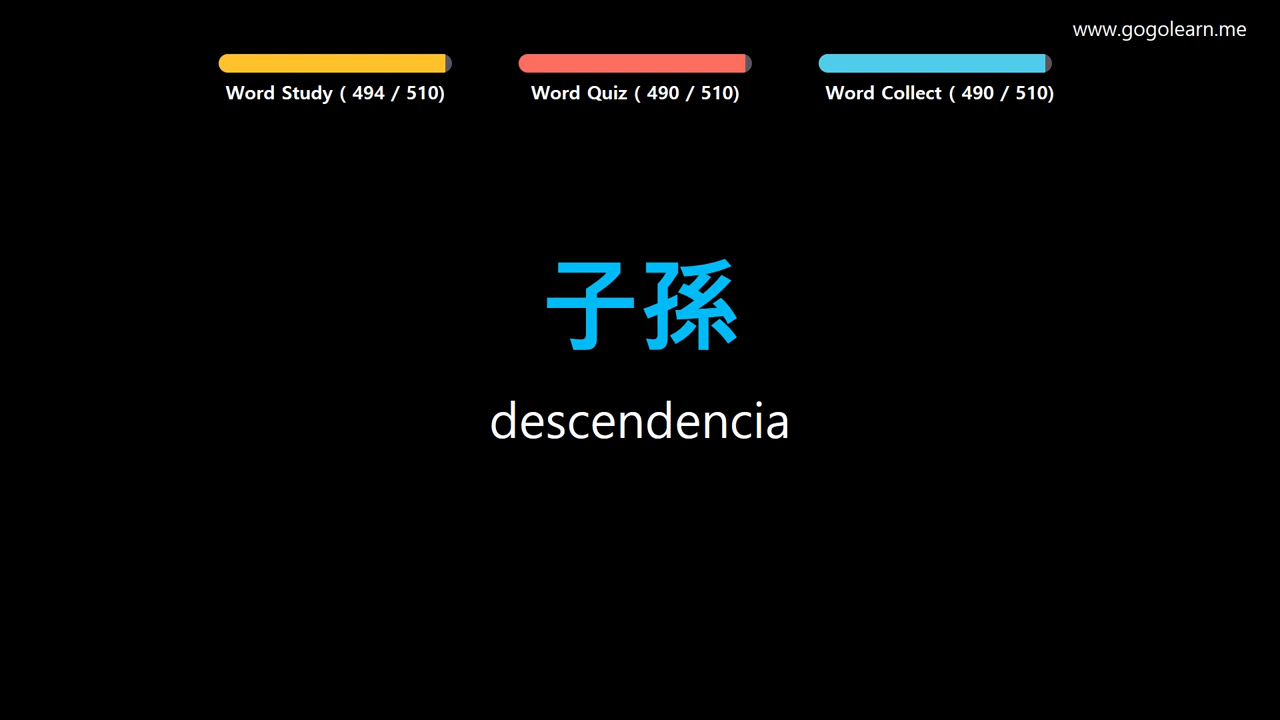 www.gogolearn.me
Word Study ( 494 / 510)
Word Quiz ( 490 / 510)
Word Collect ( 490 / 510)
子孫
descendencia